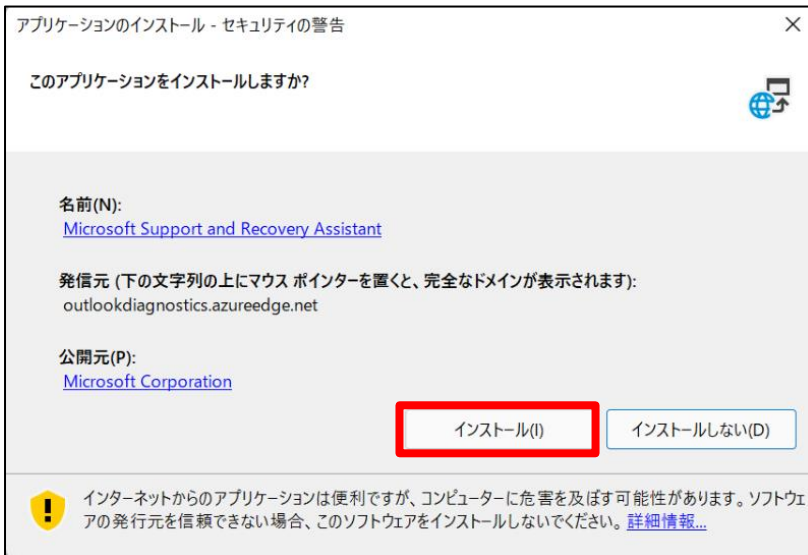 アプリケーションのインストール - セキュリティの警告
このアプリケーションをインストールしますか?
名前(N):
Microsoft Support and Recovery Assistant
発信元 (下の文字列の上にマウス ポインターを置くと、完全なドメインが表示されます):
outlookdiagnostics.azureedge.net
公開元(P):
Microsoft Corporation
インストール(I) インストールしない(D)
インターネットからのアプリケーションは便利ですが、コンピューターに危害を及ぼす可能性があります。ソフトウェ
アの発行元を信頼できない場合、このソフトウェアをインストールしないでください。 詳細情報...